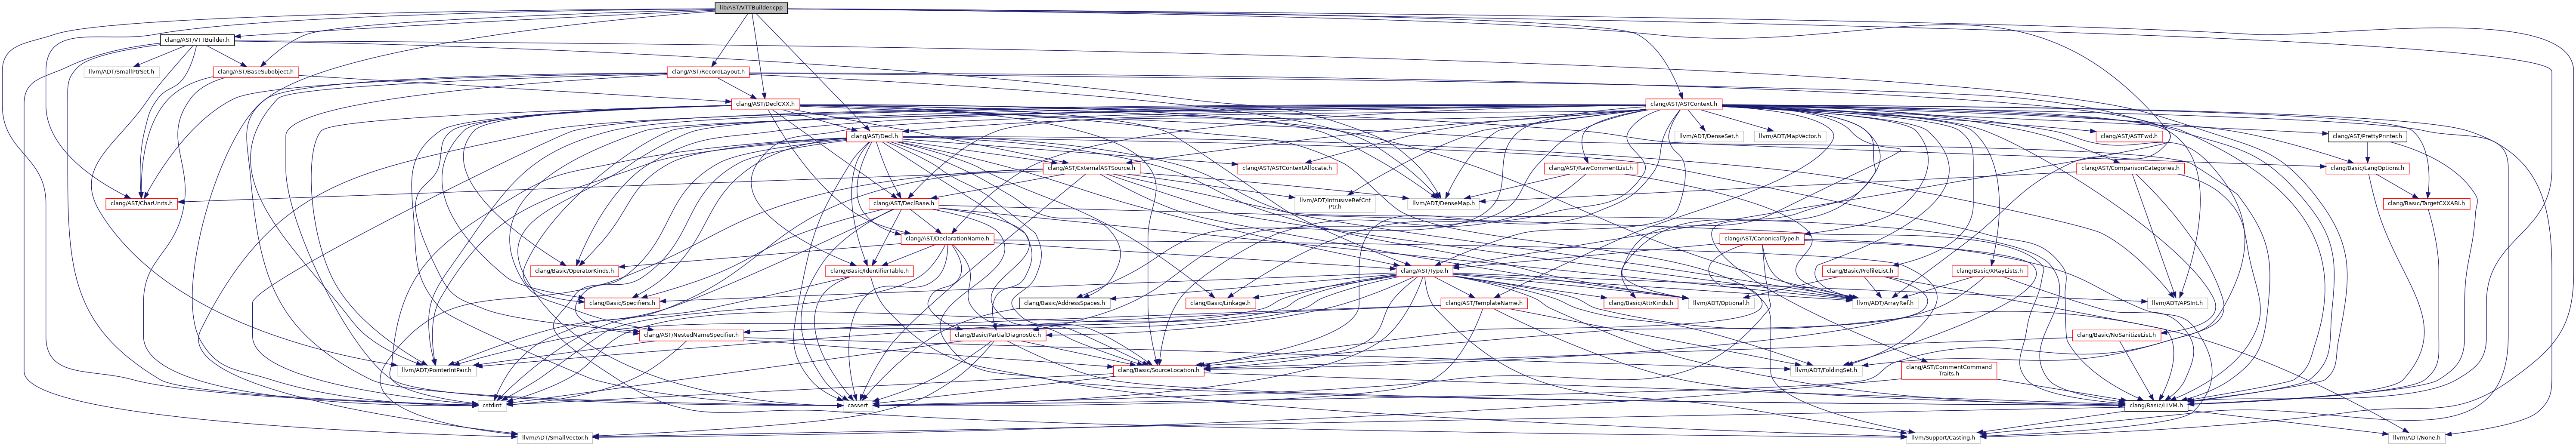 lib/AST/VTTBuilder.cpp
clang/AST/VTTBuilder.h
llvm/ADT/SmallPtrSet.h
clang/AST/BaseSubobject.h
clang/AST/RecordLayout.h
clang/AST/DeclCXX.h
clang/AST/ASTContext.h
clang/AST/Decl.h
llvm/ADT/DenseSet.h
llvm/ADT/MapVector.h
clang/AST/ASTFwd.h
clang/AST/PrettyPrinter.h
clang/AST/ExternalASTSource.h
clang/AST/ASTContextAllocate.h
clang/AST/RawCommentList.h
clang/AST/ComparisonCategories.h
clang/Basic/LangOptions.h
clang/AST/CharUnits.h
clang/AST/DeclBase.h
llvm/ADT/IntrusiveRefCnt
Ptr.h
llvm/ADT/DenseMap.h
clang/Basic/TargetCXXABI.h
clang/AST/DeclarationName.h
clang/AST/CanonicalType.h
clang/Basic/OperatorKinds.h
clang/Basic/IdentifierTable.h
clang/AST/Type.h
clang/Basic/ProfileList.h
clang/Basic/XRayLists.h
clang/Basic/Specifiers.h
clang/Basic/AddressSpaces.h
clang/Basic/Linkage.h
clang/AST/TemplateName.h
clang/Basic/AttrKinds.h
llvm/ADT/Optional.h
llvm/ADT/ArrayRef.h
llvm/ADT/APSInt.h
clang/AST/NestedNameSpecifier.h
clang/Basic/PartialDiagnostic.h
clang/Basic/NoSanitizeList.h
llvm/ADT/PointerIntPair.h
clang/Basic/SourceLocation.h
llvm/ADT/FoldingSet.h
clang/AST/CommentCommand
Traits.h
cstdint
cassert
clang/Basic/LLVM.h
llvm/ADT/SmallVector.h
llvm/Support/Casting.h
llvm/ADT/None.h